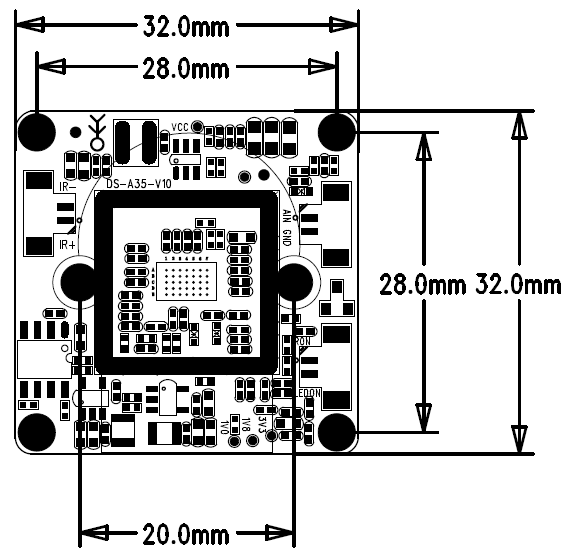 32.0mm
28.0mm
VCC
DS-A35-V10
IR-
AIN
GND
IR+
28.0mm
32.0mm
LEDON
1V0
1V8
3V3
20.0mm